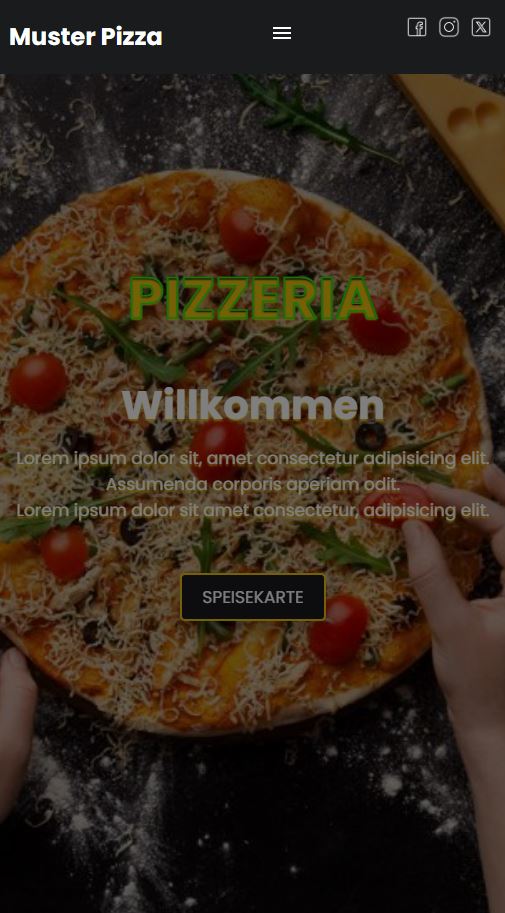 Muster Pizza
PIZZERIA
Willkommen
Lorem ipsum dolor sit, amet consectetur adipisicing elit.
Assumenda corporis aperiam odit.
Lorem ipsum dolor sit amet consectetur, adipisicing elit.
SPEISEKARTE